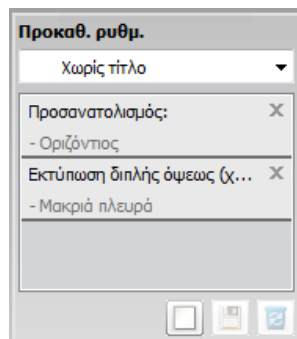 Προκαθ. ρυθμ.
Χωρίς τίτλο
Προσανατολισμός:
- Οριζόντιος
Εκτύπωση διπλής όψεως (χ...
- Μακριά πλευρά